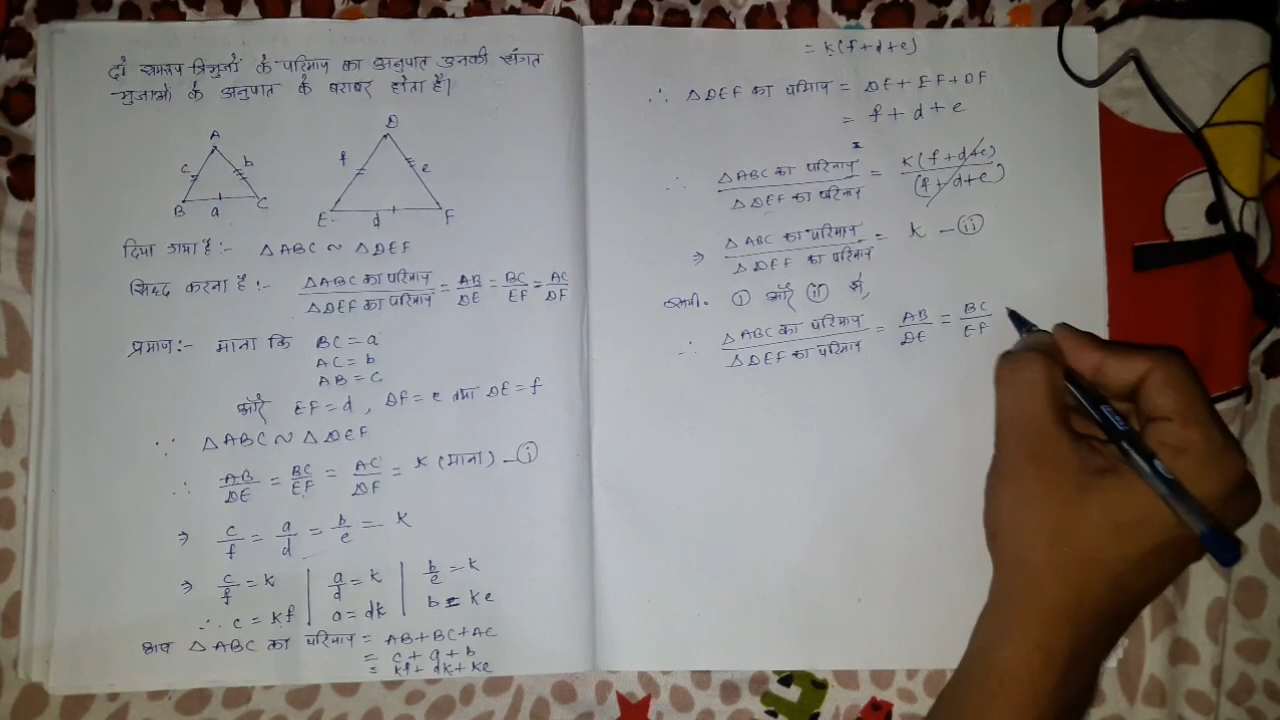 दो समरूप त्रिभुजों के परिमाप का अनुपात उनकी संगत
भुजाओं के अनुपात के बराबर होता है।
A
c b
B a C
D
f e
E d F
दिया गया है:- △ABC ~ △DEF
सिद्ध करना है:- △ABC का परिमाप / △DEF का परिमाप = AB/DE = BC/EF = AC/DF
प्रमाण:- माना कि BC = a
AC = b
AB = c
और EF = d, DF = e तथा DE = f
∵ △ABC ~ △DEF
∴ AB/DE = BC/EF = AC/DF = K (माना) — (i)
⇒ c/f = a/d = b/e = K
⇒ c/f = K | a/d = K | b/e = K
∴ c = Kf | a = dK | b = Ke
अब △ABC का परिमाप = AB + BC + AC
= c + a + b
= Kf + dK + Ke
= K(f+d+e)
∴ △DEF का परिमाप = DE + EF + DF
= f + d + e
∴ △ABC का परिमाप / △DEF का परिमाप = K(f+d+e) / (f+d+e)
⇒ △ABC का परिमाप / △DEF का परिमाप = K — (ii)
समी० (i) और (ii) से,
∴ △ABC का परिमाप / △DEF का परिमाप = AB/DE = BC/EF